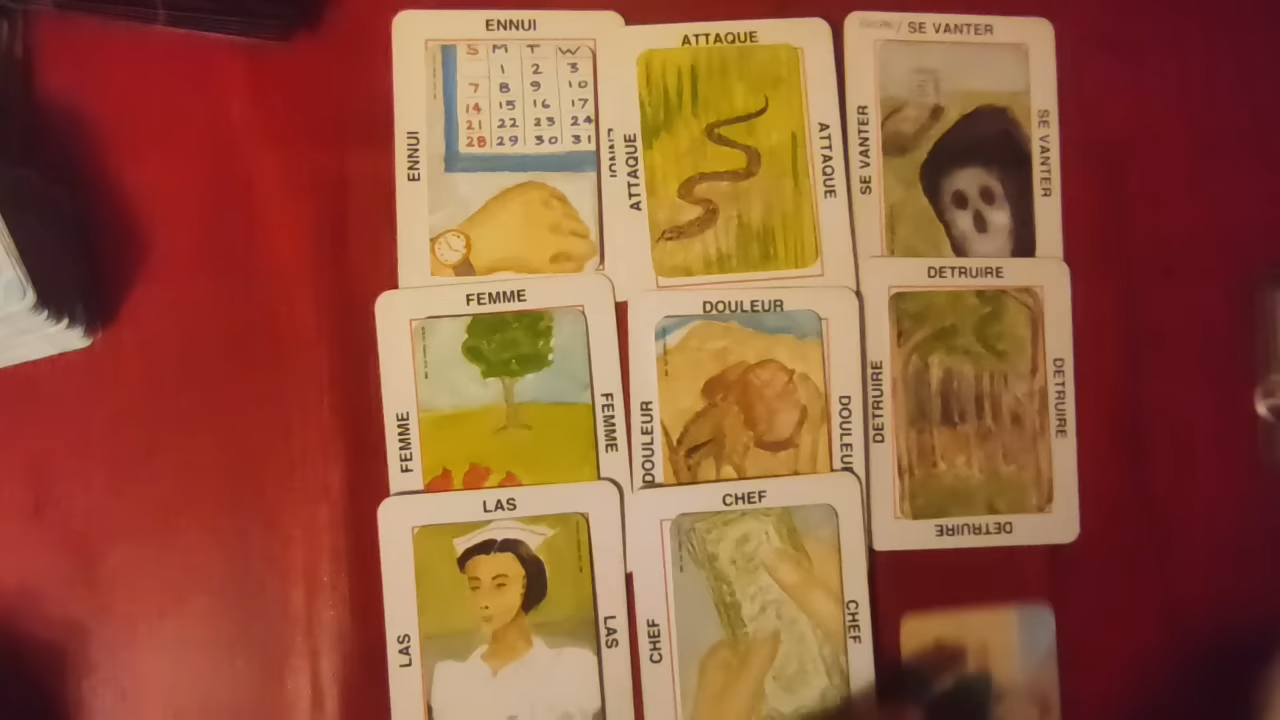 ENNUI
ENNUI
S M T W
1 2 3
7 8 9 10
14 15 16 17
21 22 23 24
28 29 30 31
ATTAQUE
ATTAQUE
ATTAQUE
/ SE VANTER
SE VANTER
SE VANTER
FEMME
FEMME
FEMME
DOULEUR
DOULEUR
DOULEUR
DETRUIRE
DETRUIRE
DETRUIRE
DETRUIRE
LAS
LAS
LAS
CHEF
CHEF
CHEF